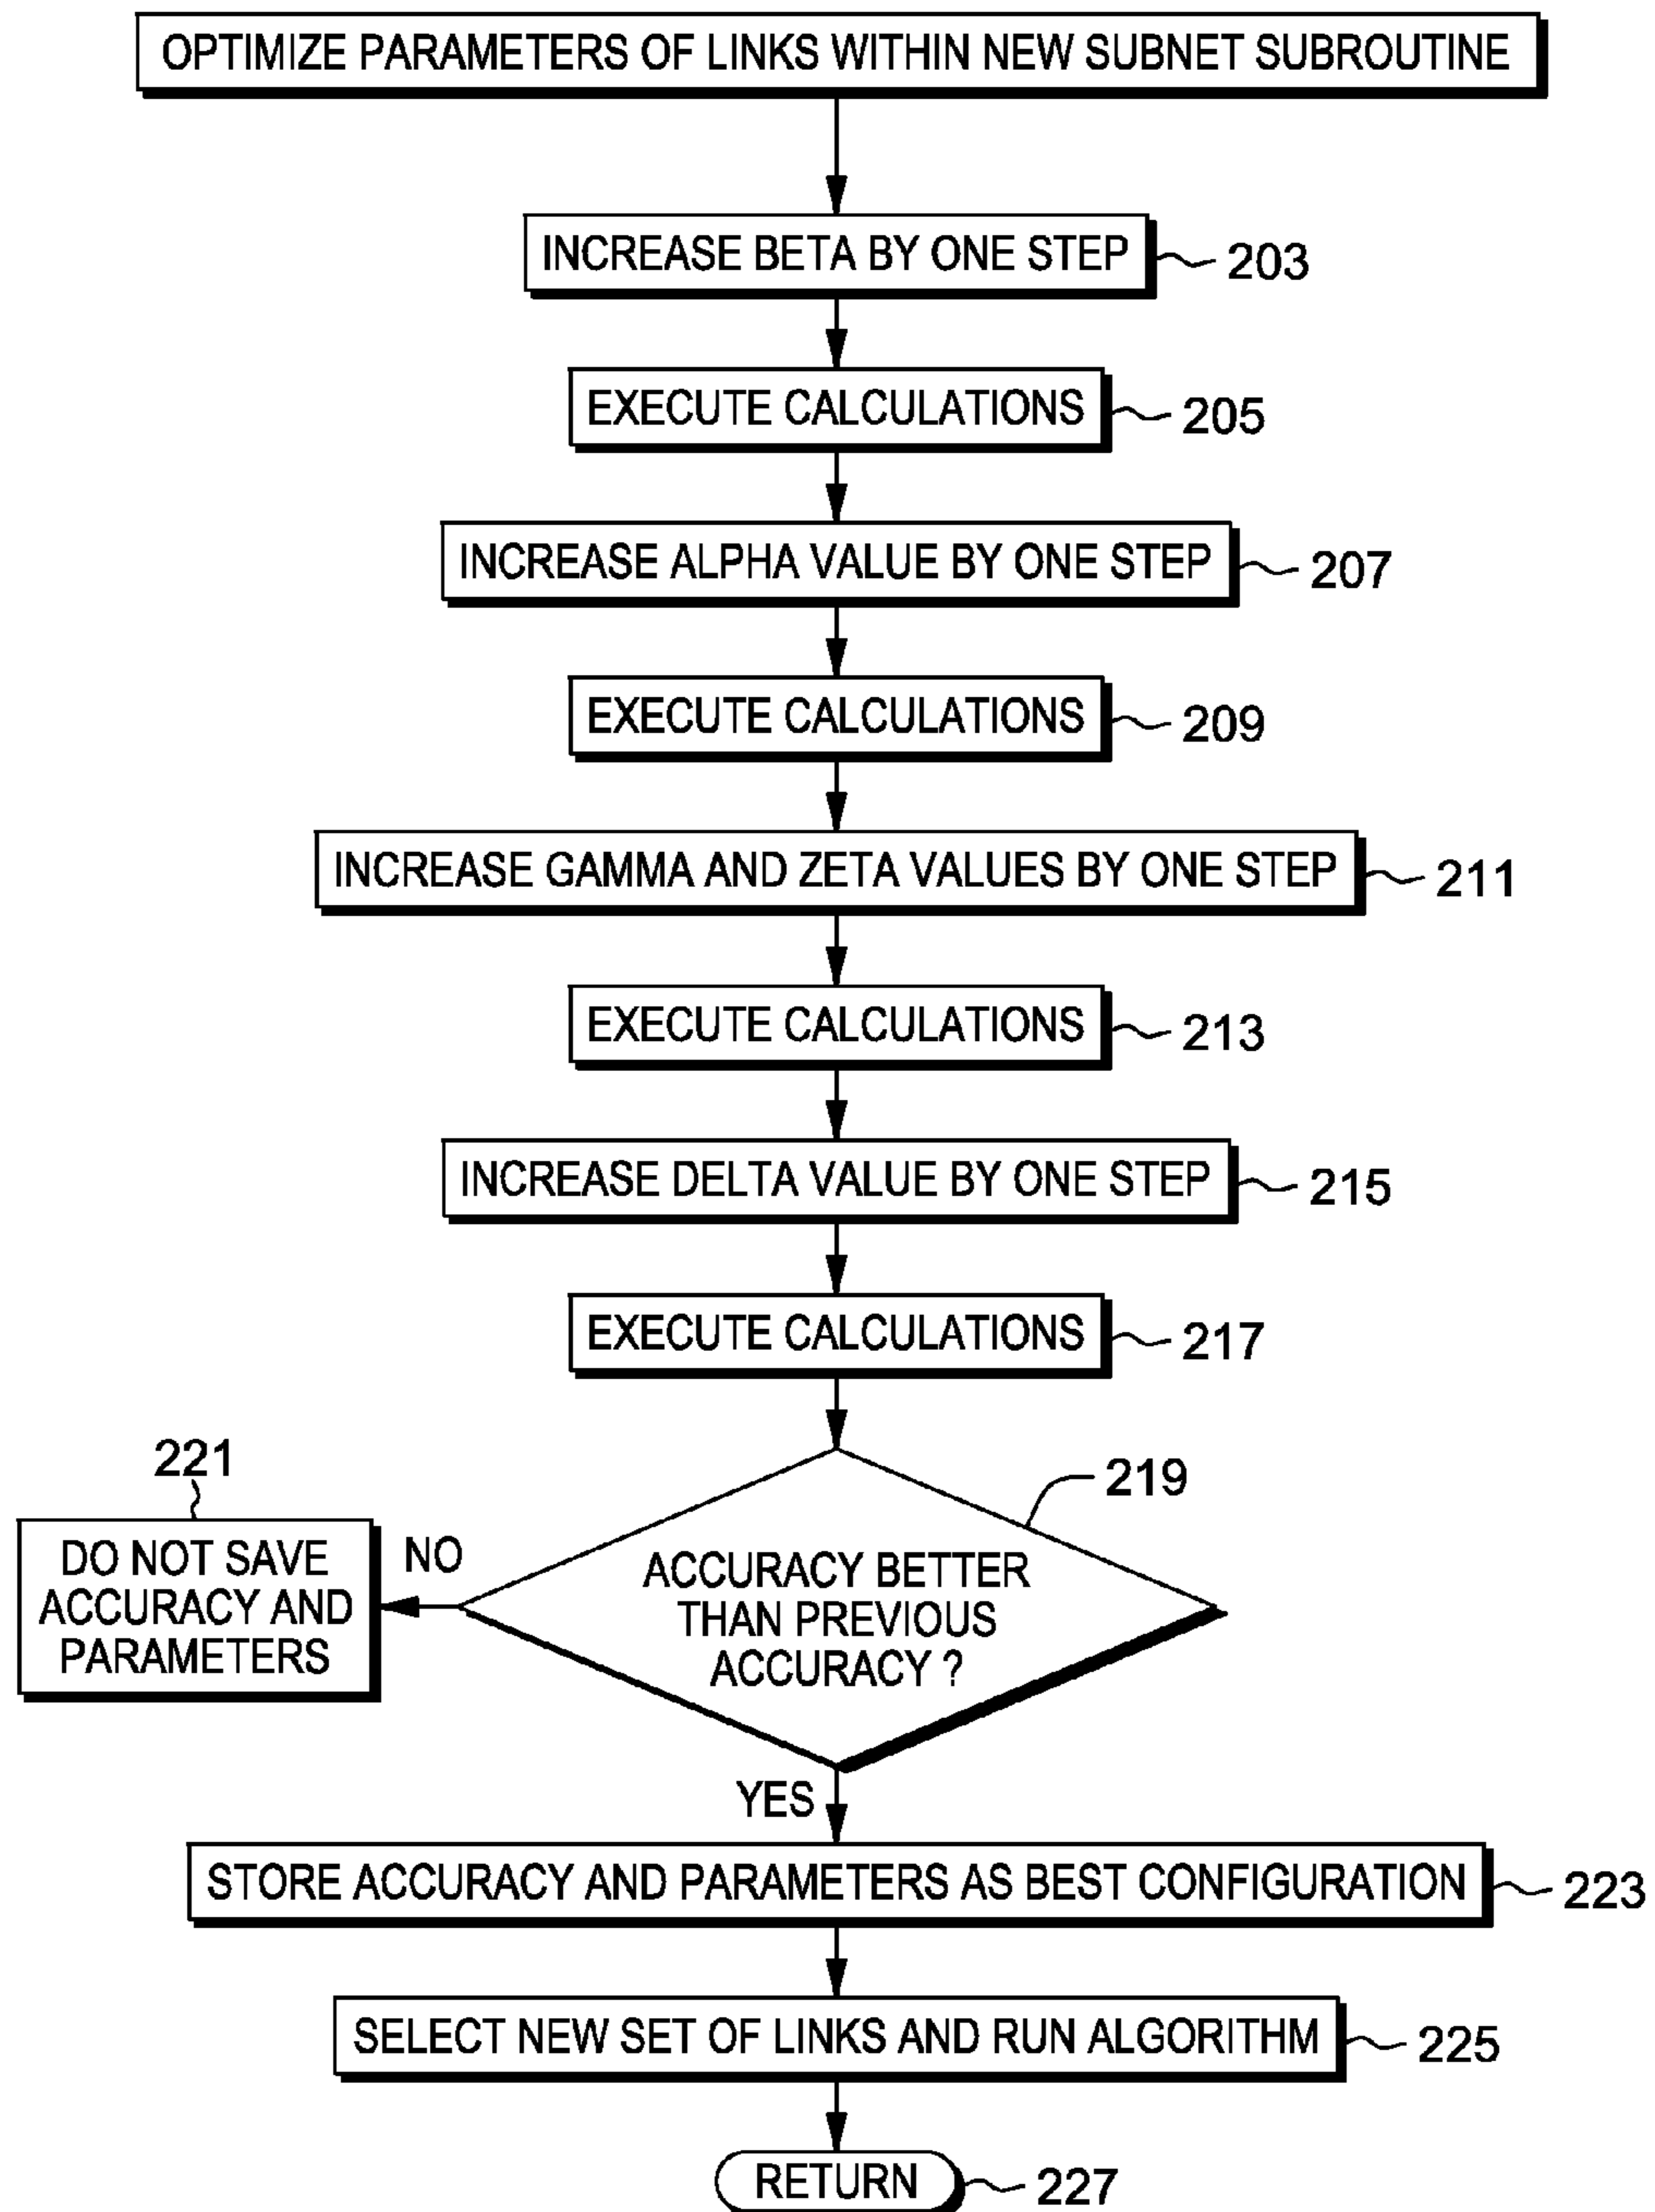 OPTIMIZE PARAMETERS OF LINKS WITHIN NEW SUBNET SUBROUTINE
INCREASE BETA BY ONE STEP
203
EXECUTE CALCULATIONS
205
INCREASE ALPHA VALUE BY ONE STEP
207
EXECUTE CALCULATIONS
209
INCREASE GAMMA AND ZETA VALUES BY ONE STEP
211
EXECUTE CALCULATIONS
213
INCREASE DELTA VALUE BY ONE STEP
215
EXECUTE CALCULATIONS
217
221
219
DO NOT SAVE
ACCURACY AND
PARAMETERS
NO
ACCURACY BETTER
THAN PREVIOUS
ACCURACY ?
YES
STORE ACCURACY AND PARAMETERS AS BEST CONFIGURATION
223
SELECT NEW SET OF LINKS AND RUN ALGORITHM
225
RETURN
227